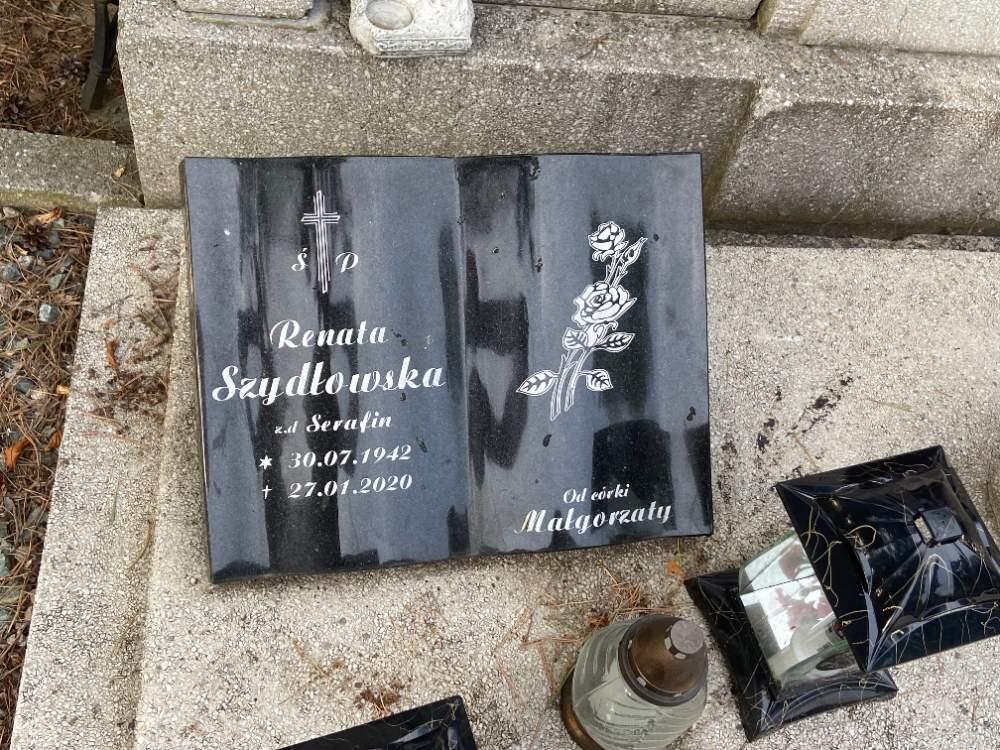 Ś P
Renata
Szydłowska
z.d Serafin
* 30.07.1942
† 27.01.2020
Od córki
Małgorzaty